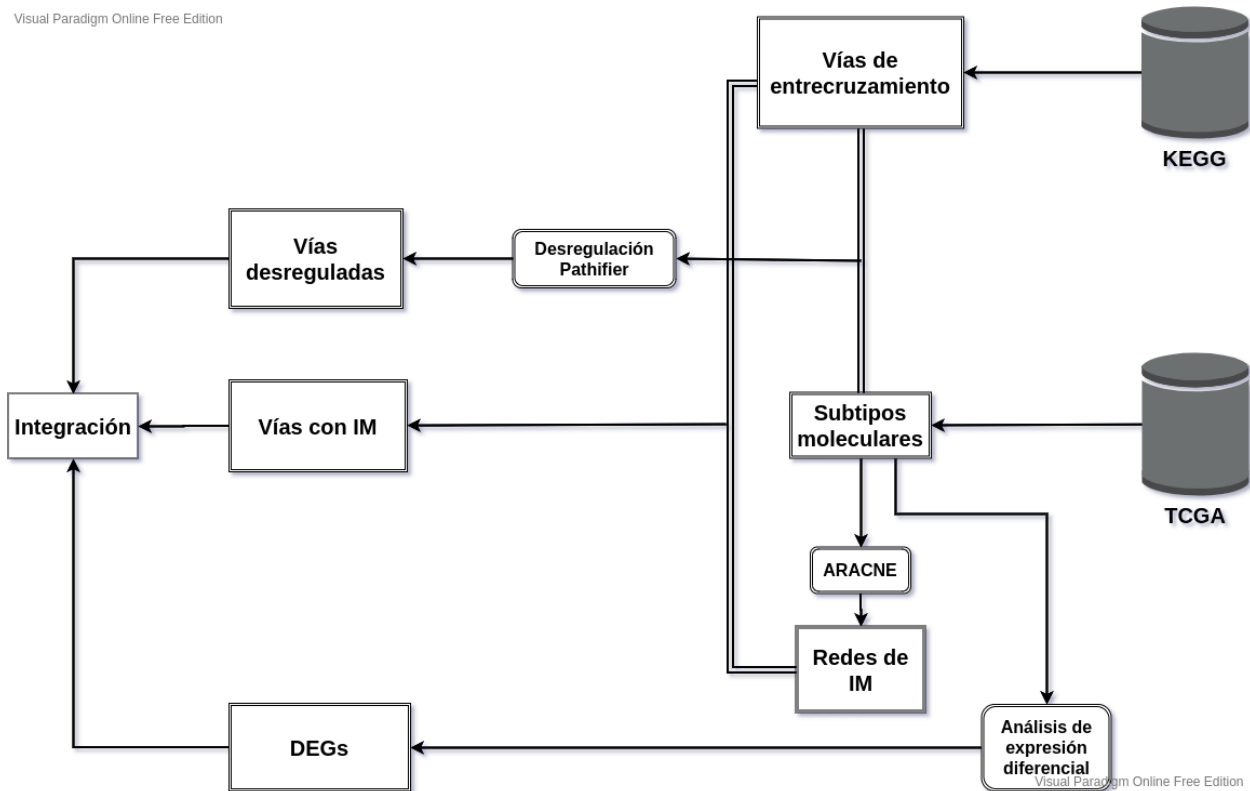 Visual Paradigm Online Free Edition
Vías de
entrecruzamiento
KEGG
Vías
desreguladas
Desregulación
Pathifier
Integración
Vías con IM
Subtipos
moleculares
TCGA
ARACNE
Redes de
IM
DEGs
Análisis de
expresión
diferencial
Visual Paradigm Online Free Edition